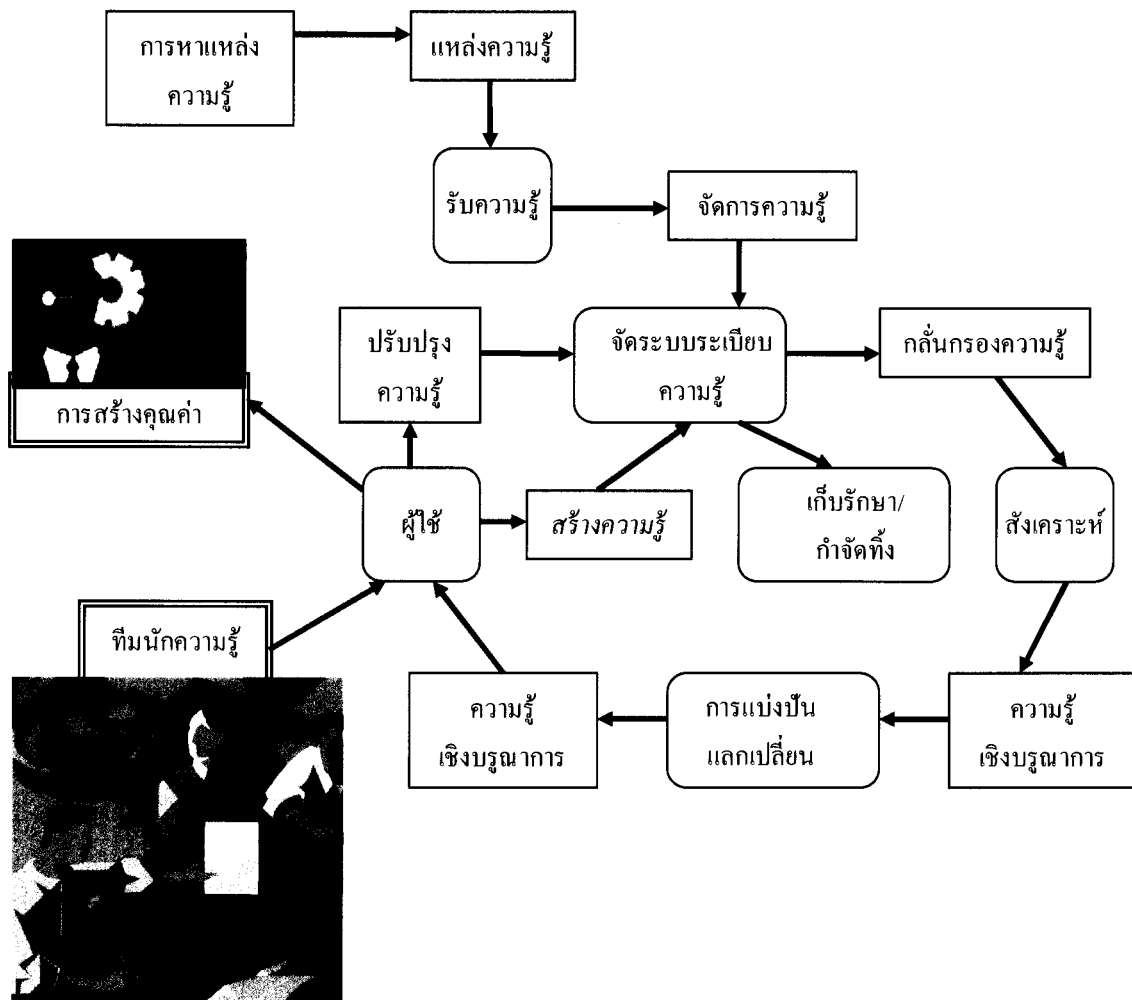 การหาแหล่ง
ความรู้
แหล่งความรู้
รับความรู้
จัดการความรู้
ปรับปรุง
ความรู้
จัดระบบระเบียบ
ความรู้
กลั่นกรองความรู้
การสร้างคุณค่า
ผู้ใช้
สร้างความรู้
เก็บรักษา/
กำจัดทิ้ง
สังเคราะห์
ทีมนักความรู้
ความรู้
เชิงบรูณาการ
การแบ่งปัน
แลกเปลี่ยน
ความรู้
เชิงบรูณาการ